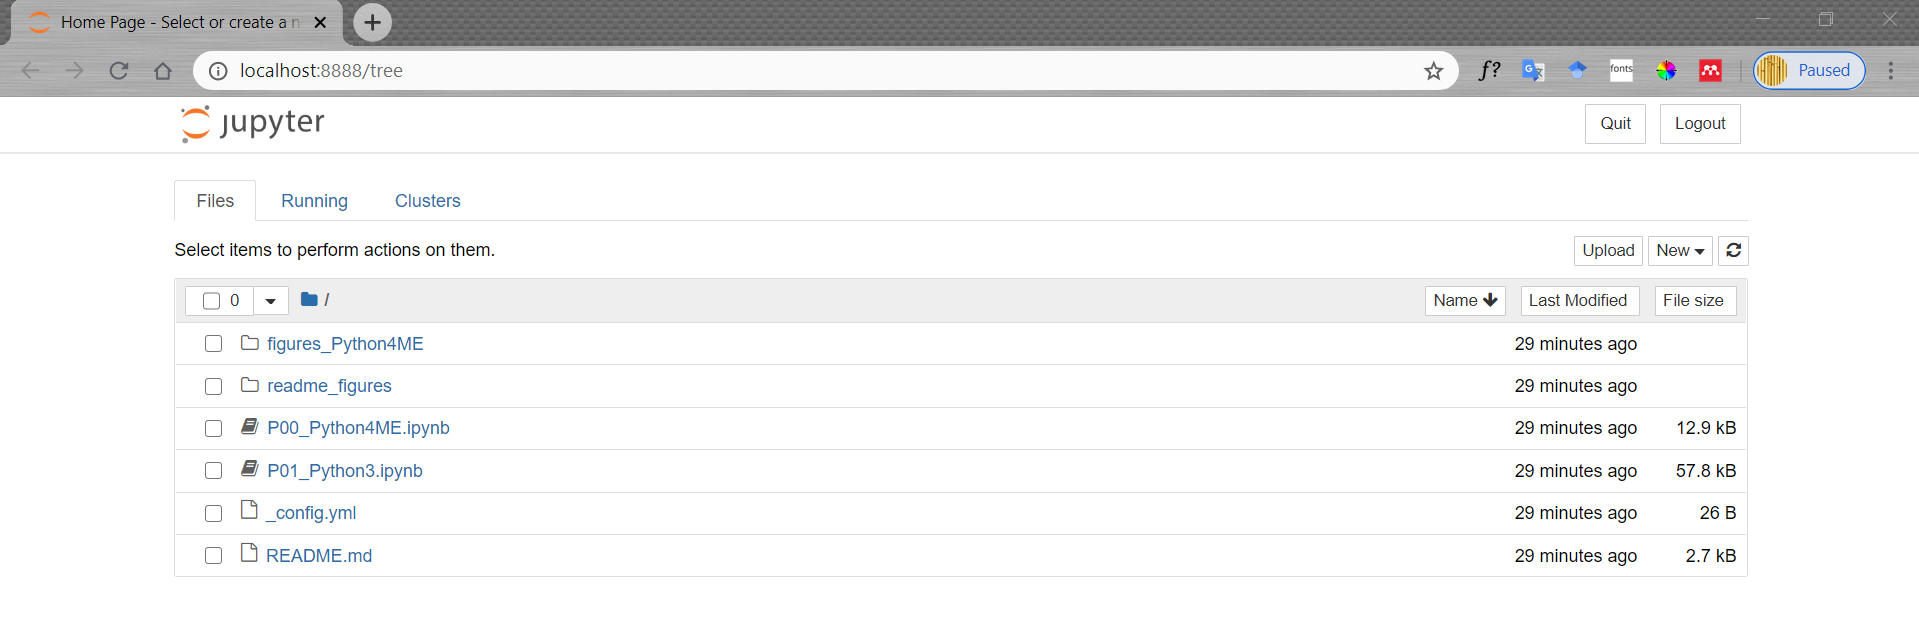 Home Page - Select or create a n
localhost:8888/tree
f?
fonts
Paused
jupyter
Quit
Logout
Files
Running
Clusters
Select items to perform actions on them.
Upload
New
0
/
Name
Last Modified
File size
figures_Python4ME 29 minutes ago
readme_figures 29 minutes ago
P00_Python4ME.ipynb 29 minutes ago 12.9 kB
P01_Python3.ipynb 29 minutes ago 57.8 kB
_config.yml 29 minutes ago 26 B
README.md 29 minutes ago 2.7 kB